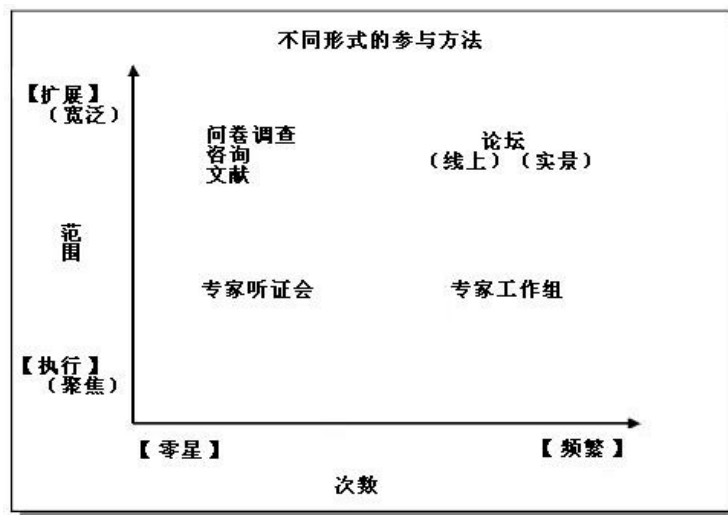 不同形式的参与方法
【扩展】
（宽泛）
问卷调查
咨询
文献
论坛
（线上）（实景）
范围
专家听证会
专家工作组
【执行】
（聚焦）
【零星】
【频繁】
次数